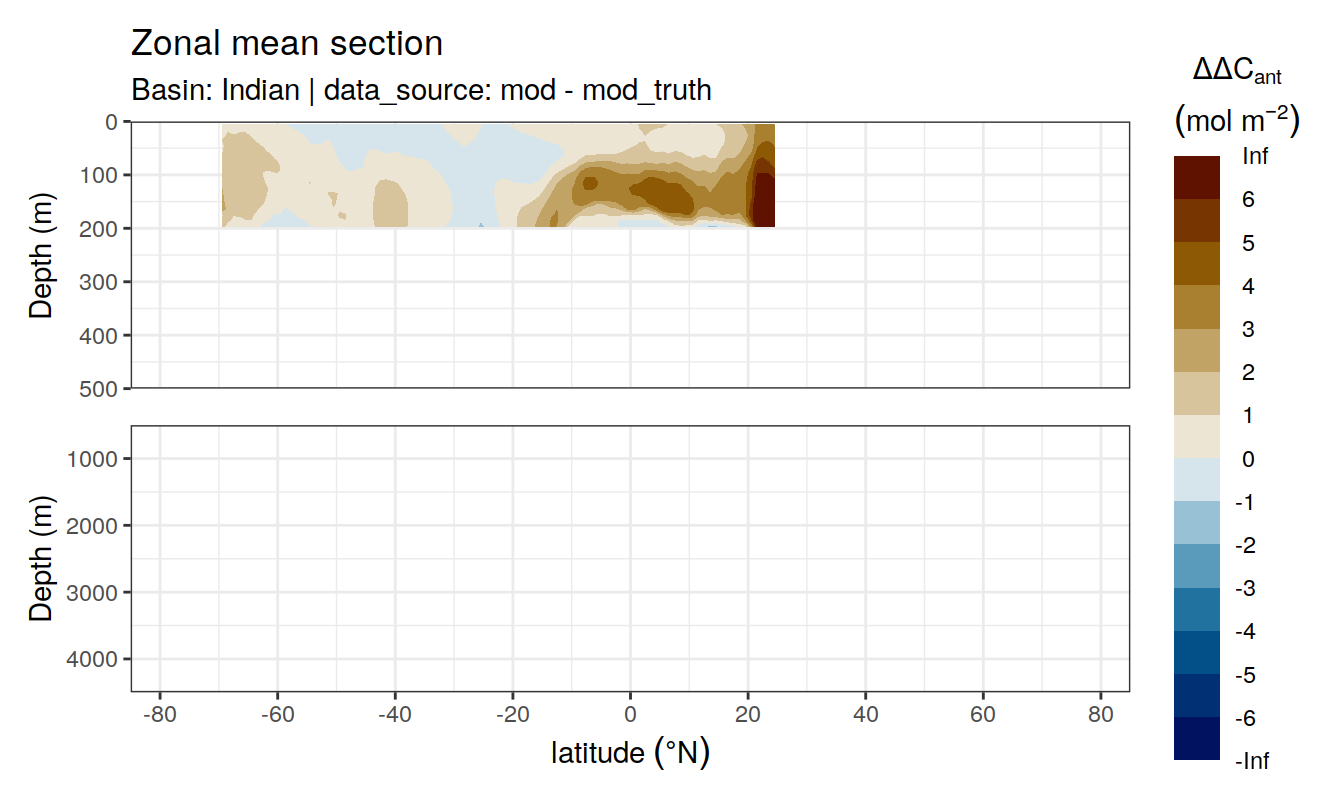 Zonal mean section
Basin: Indian | data_source: mod - mod_truth
ΔΔCant
(mol m−2)
Inf
6
5
4
3
2
1
0
-1
-2
-3
-4
-5
-6
-Inf
Depth (m)
0
100
200
300
400
500
Depth (m)
1000
2000
3000
4000
-80 -60 -40 -20 0 20 40 60 80
latitude (°N)